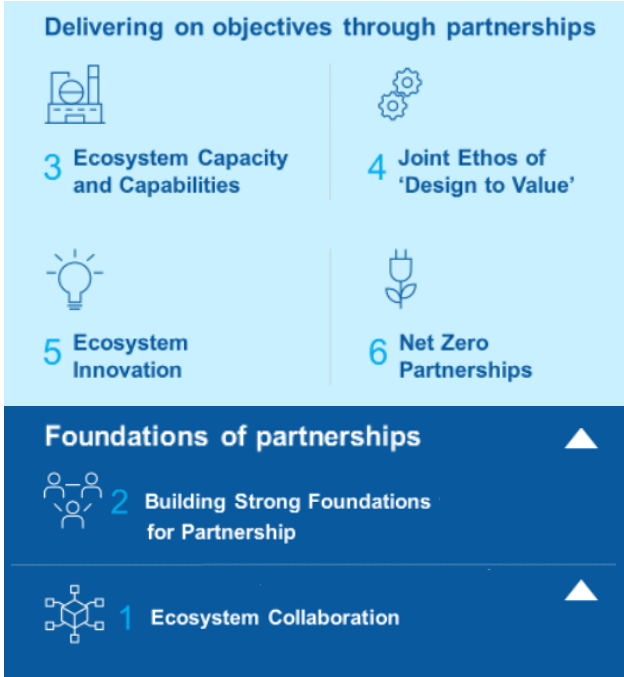 Delivering on objectives through partnerships
3 Ecosystem Capacity
and Capabilities
4 Joint Ethos of
‘Design to Value’
5 Ecosystem
Innovation
6 Net Zero
Partnerships
Foundations of partnerships
2 Building Strong Foundations
for Partnership
1 Ecosystem Collaboration